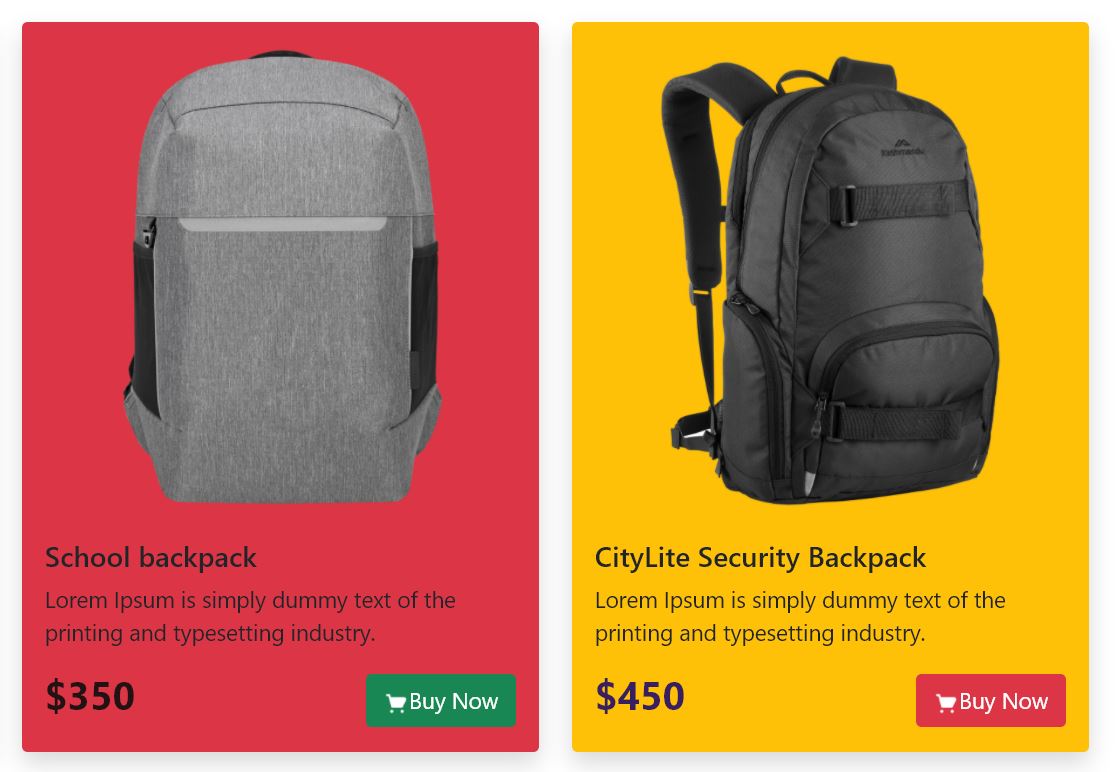 School backpack
Lorem Ipsum is simply dummy text of the
printing and typesetting industry.
$350
Buy Now
kathmandu
CityLite Security Backpack
Lorem Ipsum is simply dummy text of the
printing and typesetting industry.
$450
Buy Now